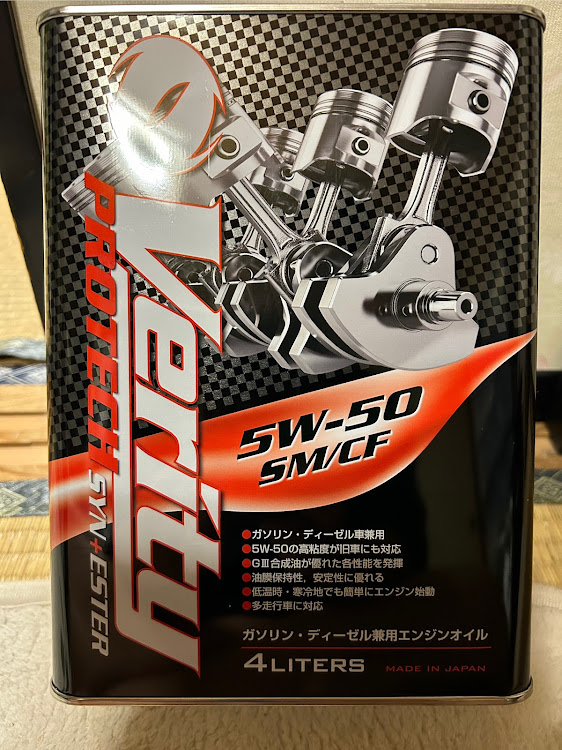 Verity
PROTECH SYN+ESTER
5W-50
SM/CF
●ガソリン・ディーゼル車兼用
●5W-50の高粘度が旧車にも対応
●GⅢ合成油が優れた各性能を発揮
●油膜保持性，安定性に優れる
●低温時・寒冷地でも簡単にエンジン始動
●多走行車に対応
ガソリン・ディーゼル兼用エンジンオイル
4LITERS MADE IN JAPAN